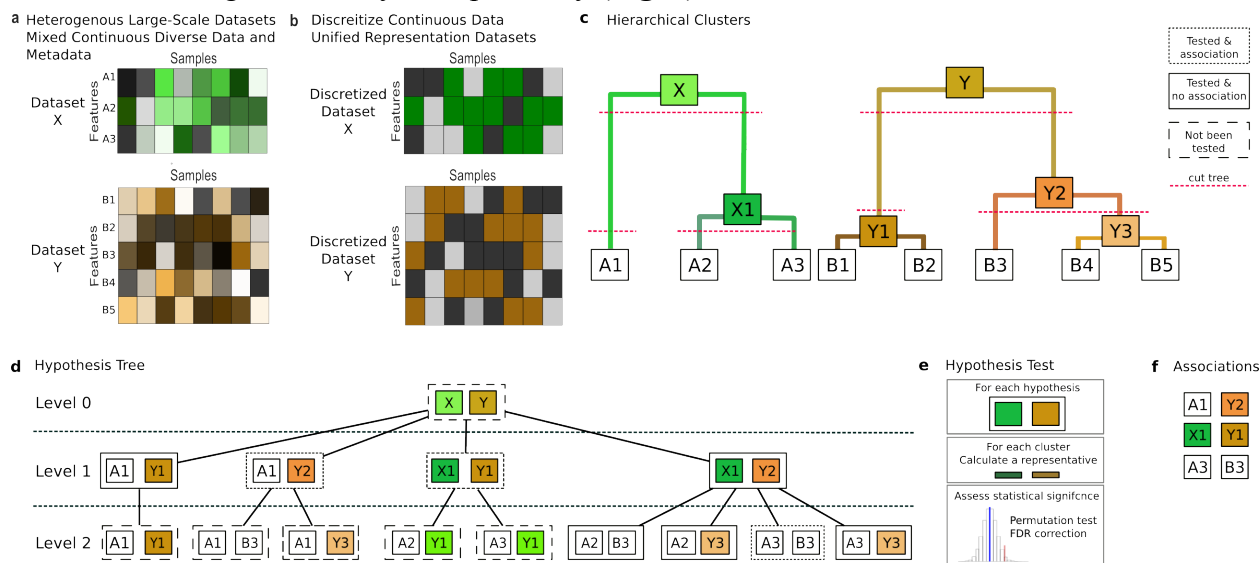 a Heterogenous Large-Scale Datasets
Mixed Continuous Diverse Data and
Metadata
Samples
Features
Dataset
X
A1
A2
A3
Samples
Features
Dataset
Y
B1
B2
B3
B4
B5
b Discreitize Continuous Data
Unified Representation Datasets
Samples
Features
Discretized
Dataset
X
Samples
Features
Discretized
Dataset
Y
c Hierarchical Clusters
X
Y
X1
Y2
Y1
Y3
A1 A2 A3 B1 B2 B3 B4 B5
Tested &
association
Tested &
no association
Not been
tested
cut tree
d Hypothesis Tree
Level 0
X Y
Level 1
A1 Y1
A1 Y2
X1 Y1
X1 Y2
Level 2
A1 Y1
A1 B3
A1 Y3
A2 Y1
A3 Y1
A2 B3
A2 Y3
A3 B3
A3 Y3
e Hypothesis Test
For each hypothesis
For each cluster
Calculate a representative
Assess statistical signifcnce
Permutation test
FDR correction
f Associations
A1 Y2
X1 Y1
A3 B3